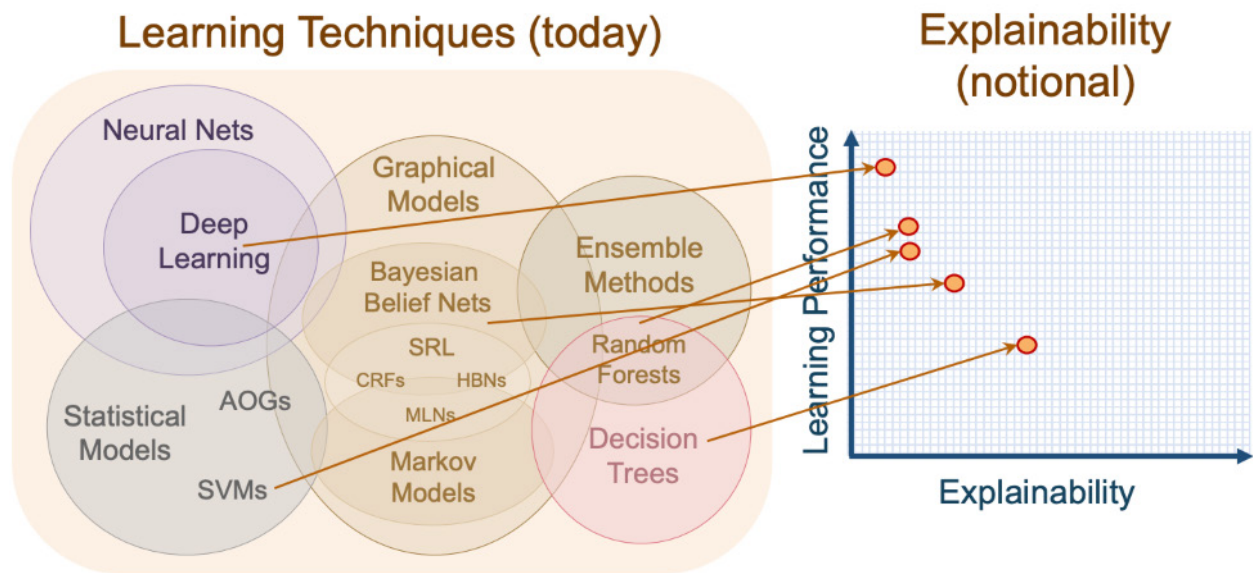 Learning Techniques (today)
Explainability
(notional)
Neural Nets
Deep
Learning
Graphical
Models
Bayesian
Belief Nets
SRL
CRFs
HBNs
MLNs
Markov
Models
Ensemble
Methods
Random
Forests
Decision
Trees
Statistical
Models
AOGs
SVMs
Learning Performance
Explainability